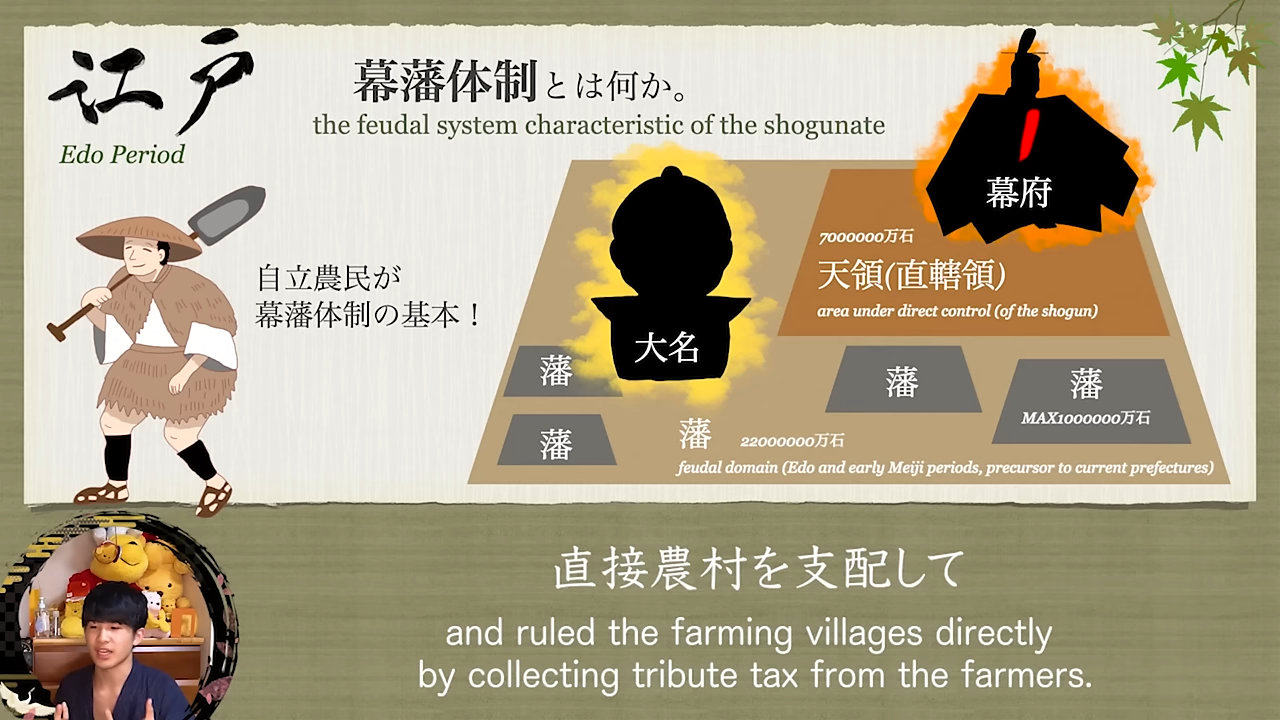 江戸
Edo Period
幕藩体制とは何か。
the feudal system characteristic of the shogunate
自立農民が
幕藩体制の基本！
幕府
7000000万石
天領(直轄領)
area under direct control (of the shogun)
大名
藩
藩
藩
藩
MAX1000000万石
藩 22000000万石
feudal domain (Edo and early Meiji periods, precursor to current prefectures)
直接農村を支配して
and ruled the farming villages directly
by collecting tribute tax from the farmers.